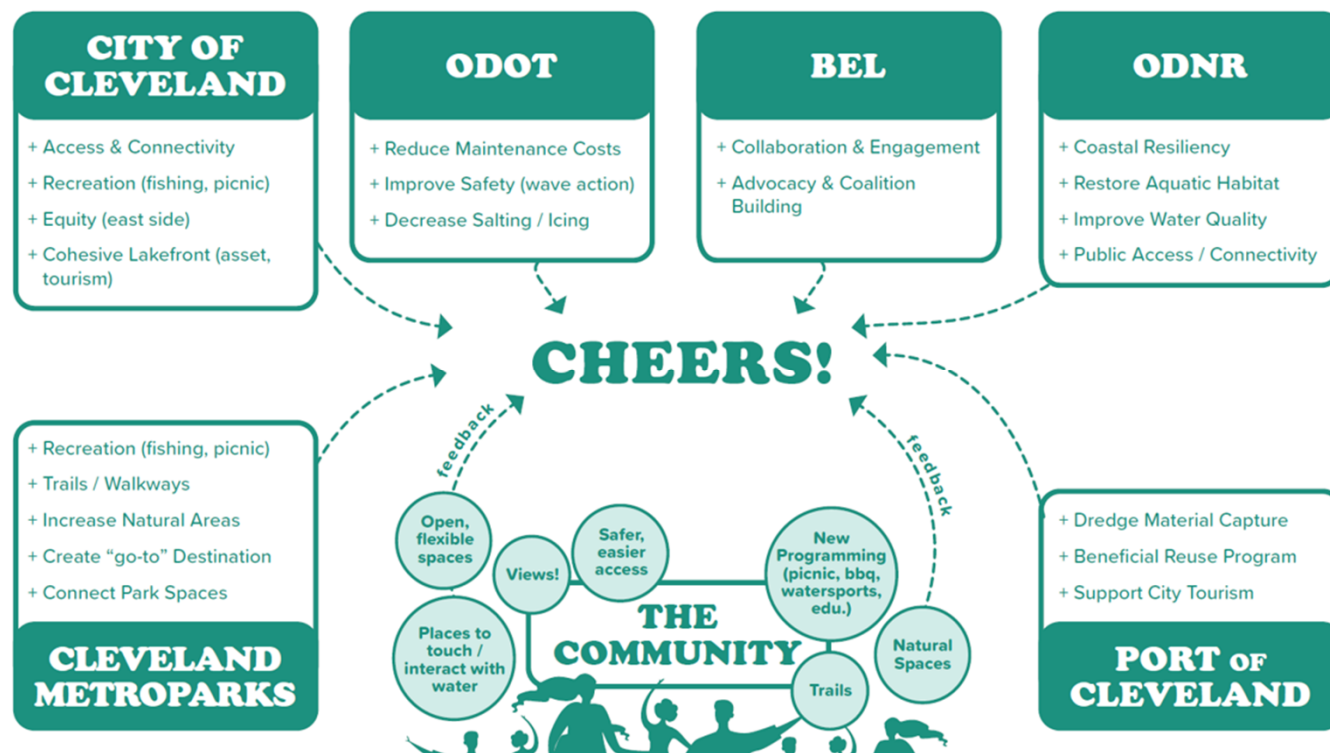 CITY OF
CLEVELAND
+ Access & Connectivity
+ Recreation (fishing, picnic)
+ Equity (east side)
+ Cohesive Lakefront (asset,
tourism)
ODOT
+ Reduce Maintenance Costs
+ Improve Safety (wave action)
+ Decrease Salting / Icing
BEL
+ Collaboration & Engagement
+ Advocacy & Coalition
Building
ODNR
+ Coastal Resiliency
+ Restore Aquatic Habitat
+ Improve Water Quality
+ Public Access / Connectivity
CHEERS!
+ Recreation (fishing, picnic)
+ Trails / Walkways
+ Increase Natural Areas
+ Create “go-to” Destination
+ Connect Park Spaces
CLEVELAND
METROPARKS
feedback
Open,
flexible
spaces
Views!
Safer,
easier
access
Places to
touch /
interact with
water
THE
COMMUNITY
New
Programming
(picnic, bbq,
watersports,
edu.)
Trails
Natural
Spaces
feedback
+ Dredge Material Capture
+ Beneficial Reuse Program
+ Support City Tourism
PORT OF
CLEVELAND